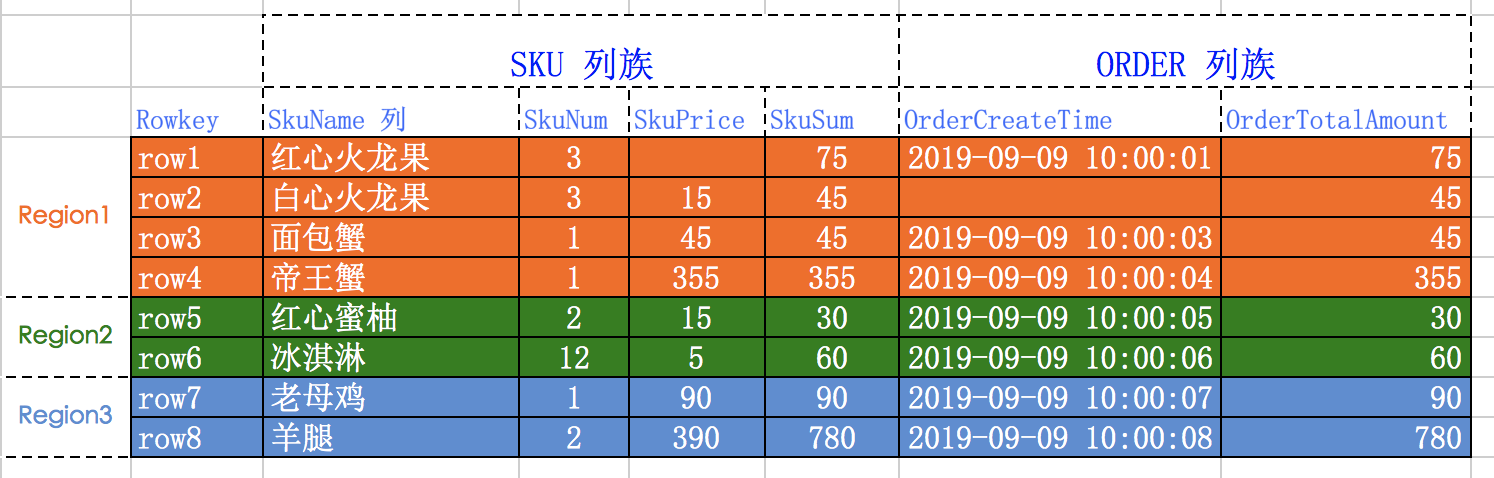 SKU 列族 ORDER 列族
Rowkey SkuName 列 SkuNum SkuPrice SkuSum OrderCreateTime OrderTotalAmount
row1 红心火龙果 3 75 2019-09-09 10:00:01 75
Region1
row2 白心火龙果 3 15 45 45
row3 面包蟹 1 45 45 2019-09-09 10:00:03 45
row4 帝王蟹 1 355 355 2019-09-09 10:00:04 355
Region2
row5 红心蜜柚 2 15 30 2019-09-09 10:00:05 30
row6 冰淇淋 12 5 60 2019-09-09 10:00:06 60
Region3
row7 老母鸡 1 90 90 2019-09-09 10:00:07 90
row8 羊腿 2 390 780 2019-09-09 10:00:08 780